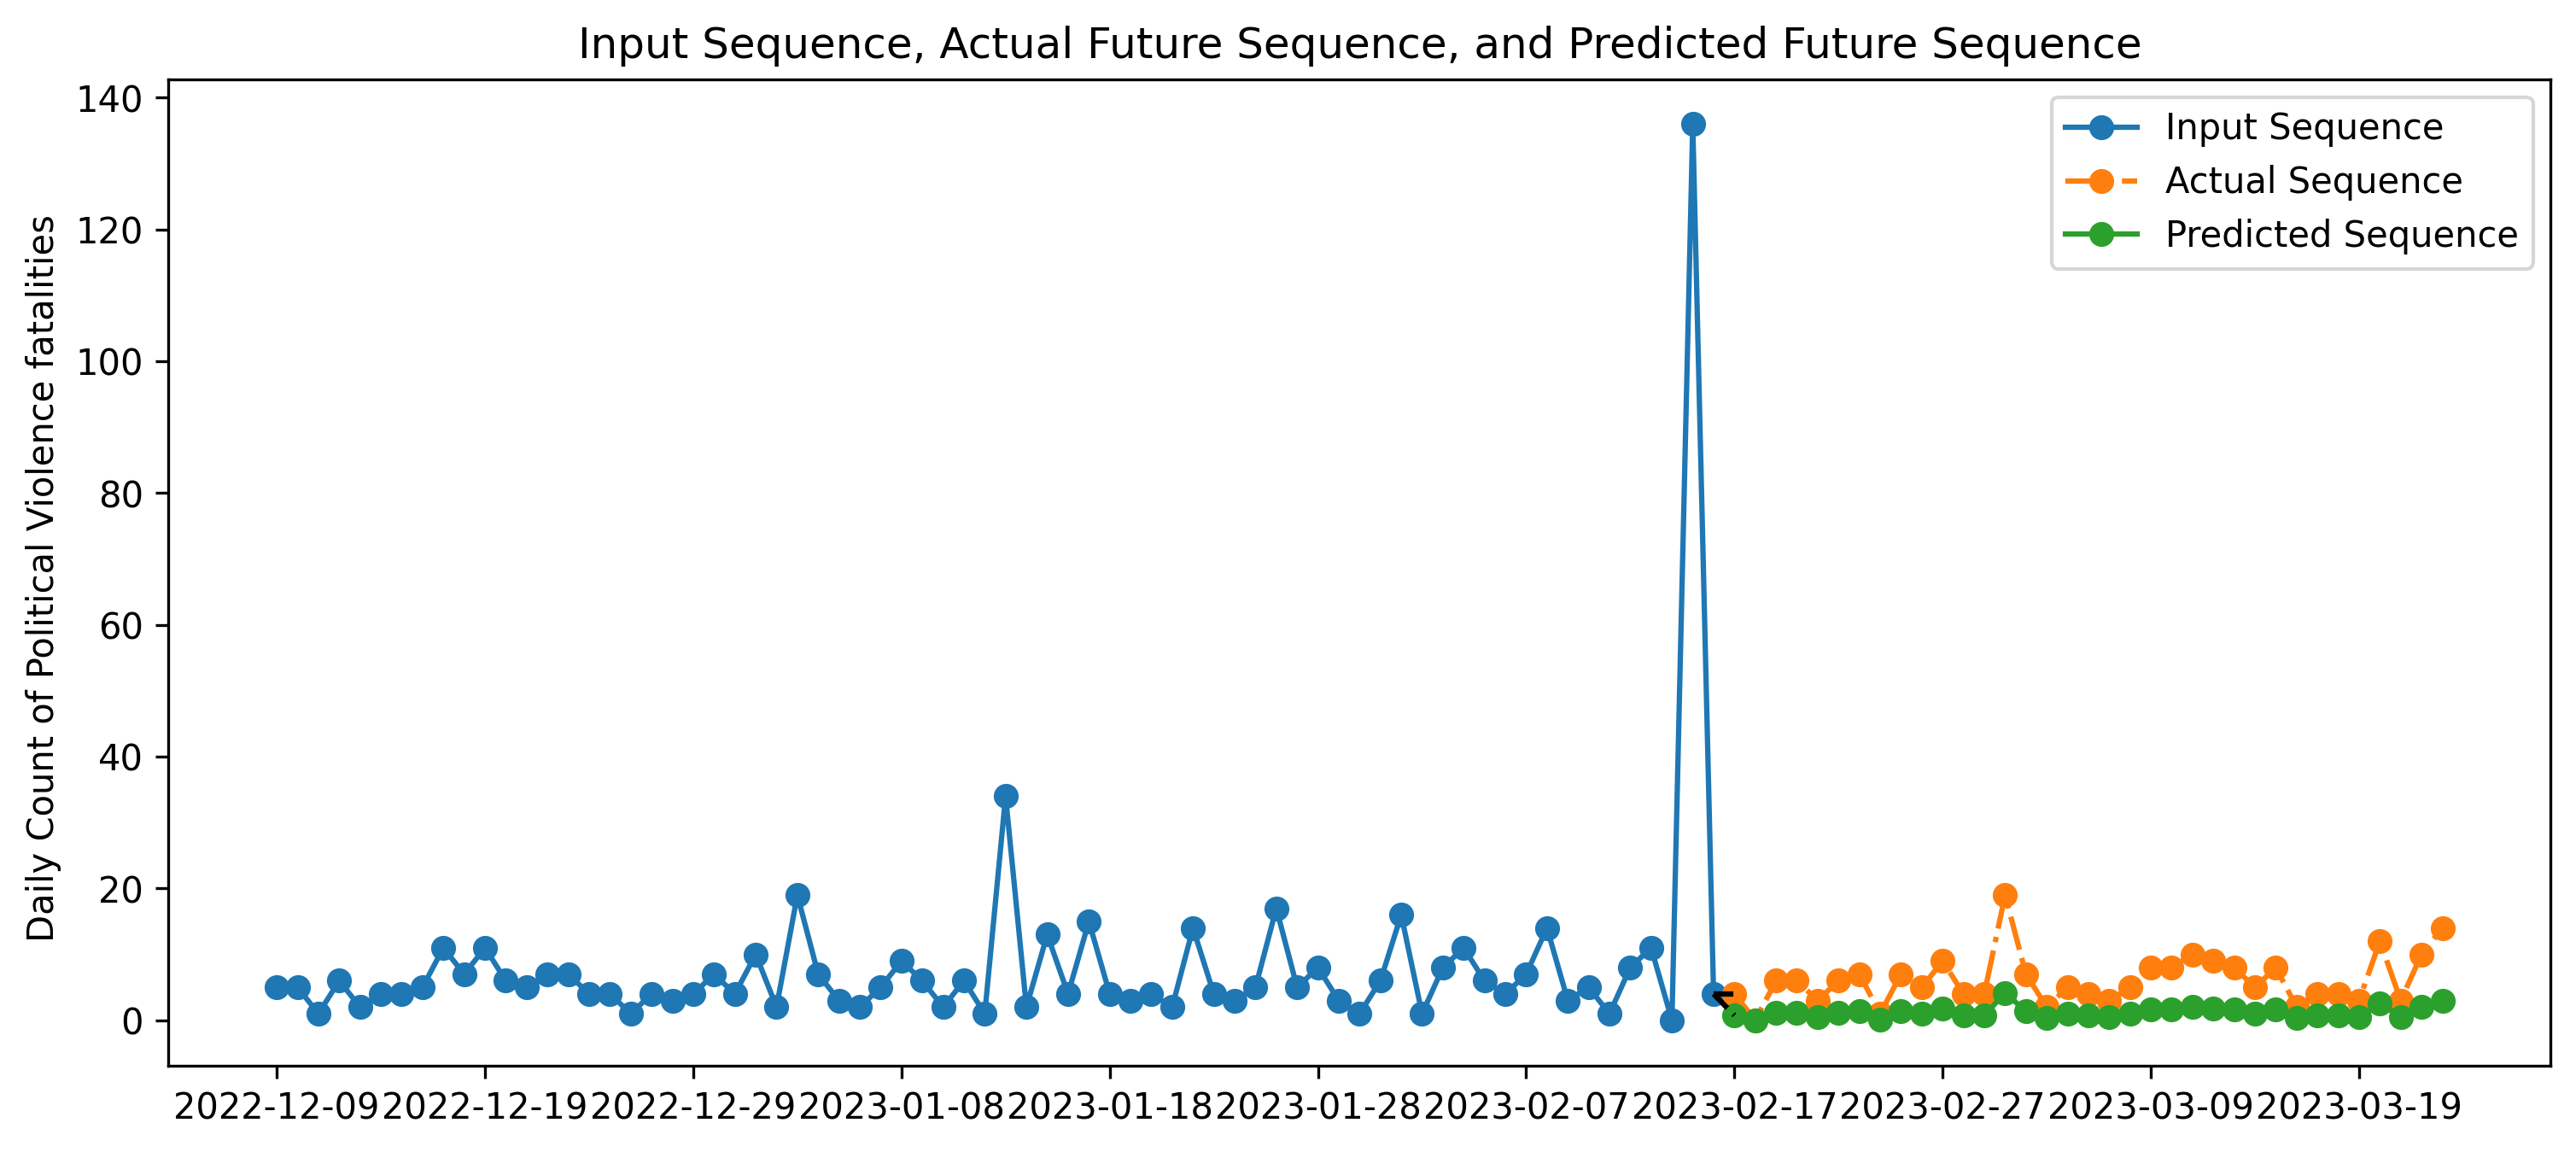 Input Sequence, Actual Future Sequence, and Predicted Future Sequence
Daily Count of Political Violence fatalities
140
120
100
80
60
40
20
0
Input Sequence
Actual Sequence
Predicted Sequence
2022-12-09 2022-12-19 2022-12-29 2023-01-08 2023-01-18 2023-01-28 2023-02-07 2023-02-17 2023-02-27 2023-03-09 2023-03-19